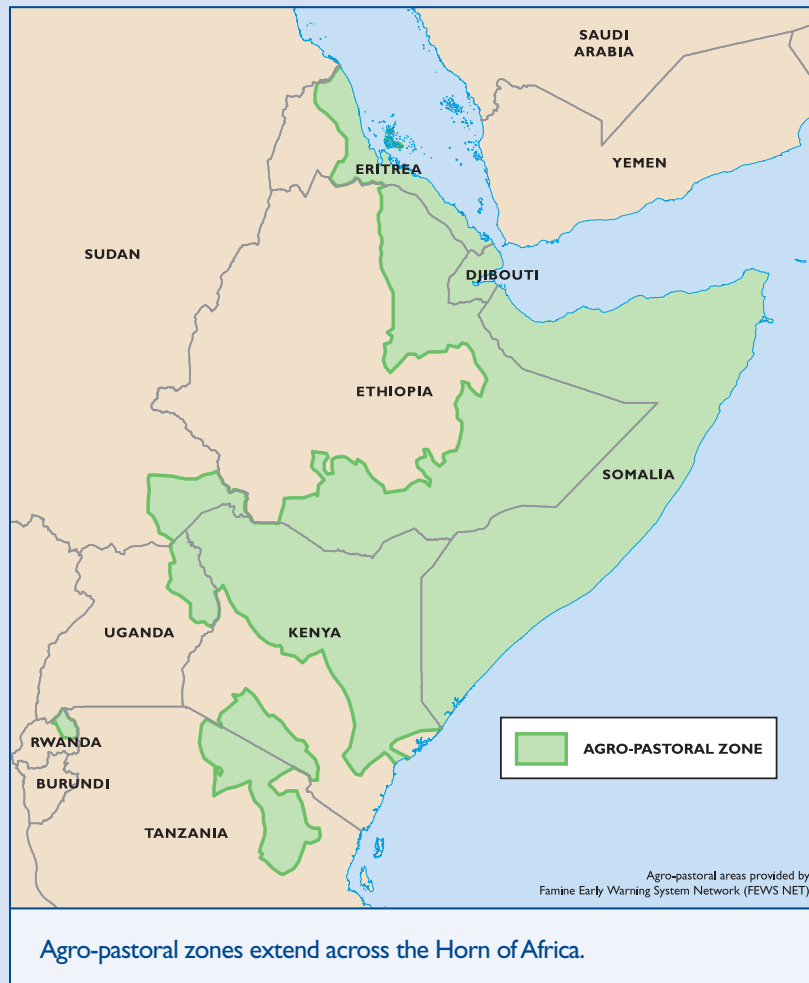 SAUDI
ARABIA
YEMEN
ERITREA
SUDAN
DJIBOUTI
ETHIOPIA
SOMALIA
UGANDA
KENYA
RWANDA
BURUNDI
TANZANIA
AGRO-PASTORAL ZONE
Agro-pastoral areas provided by
Famine Early Warning System Network (FEWS NET)
Agro-pastoral zones extend across the Horn of Africa.